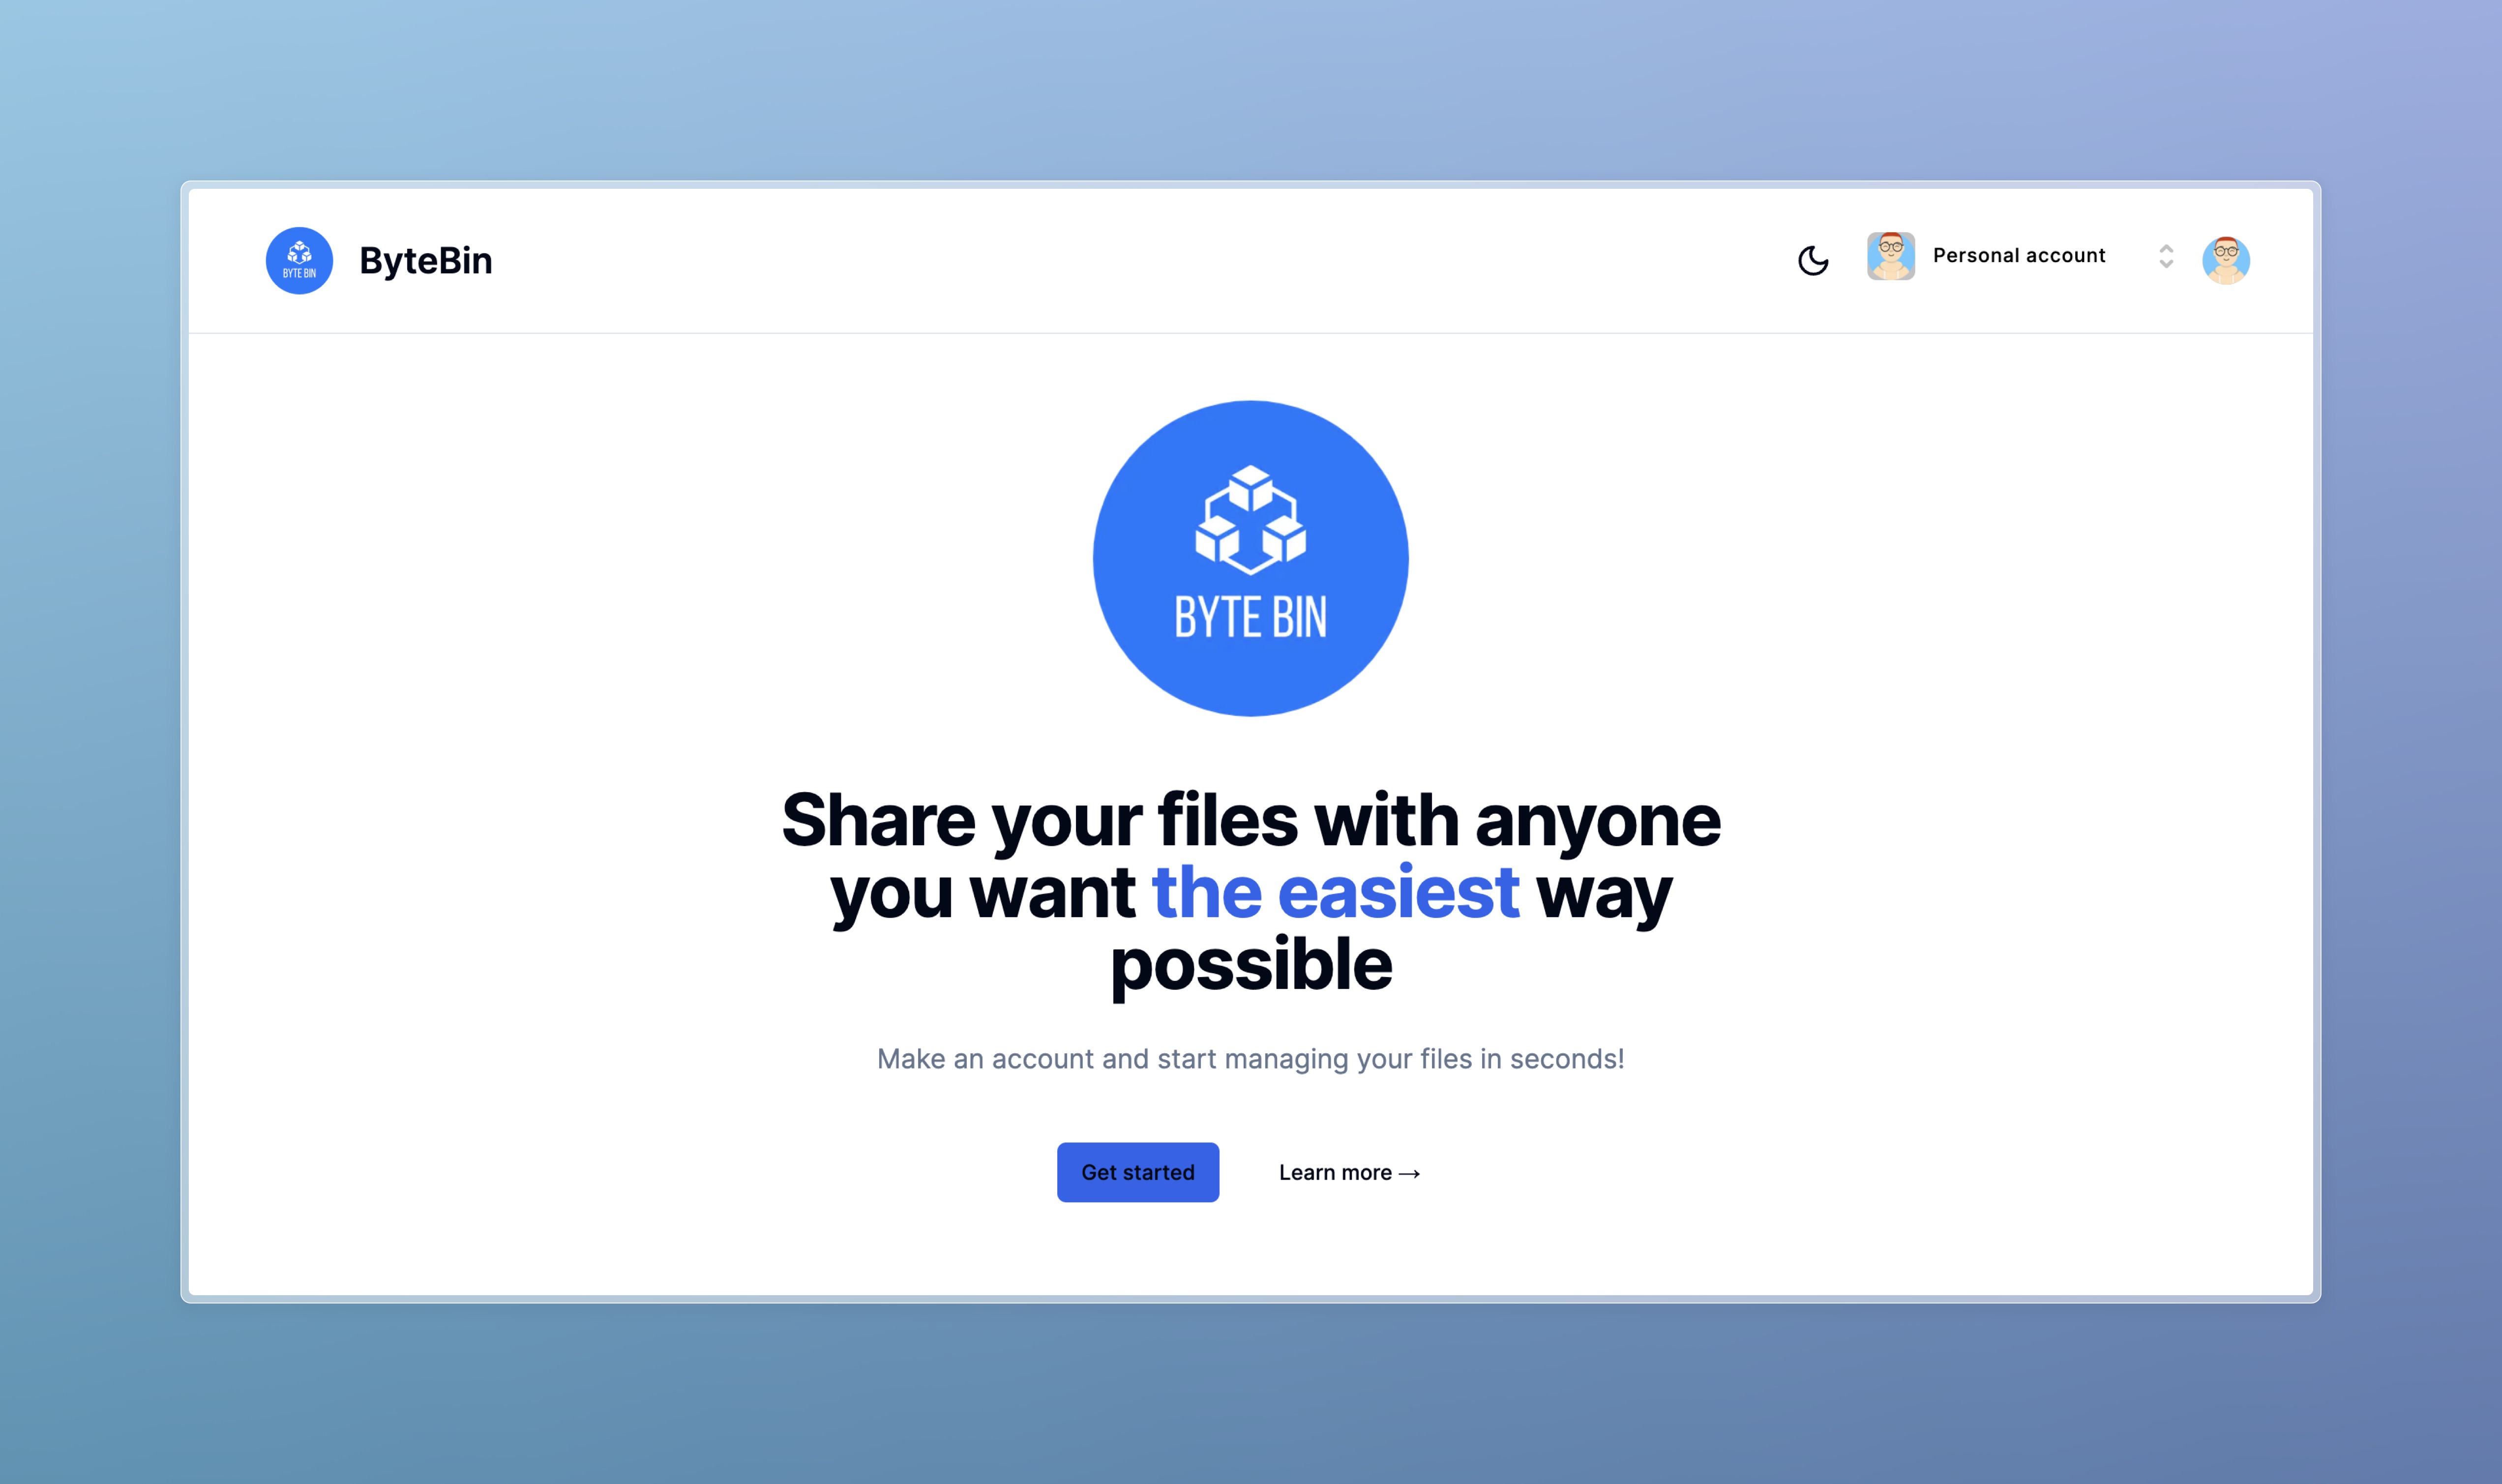 BYTE BIN
ByteBin
Personal account
BYTE BIN
Share your files with anyone
you want the easiest way
possible
Make an account and start managing your files in seconds!
Get started
Learn more →